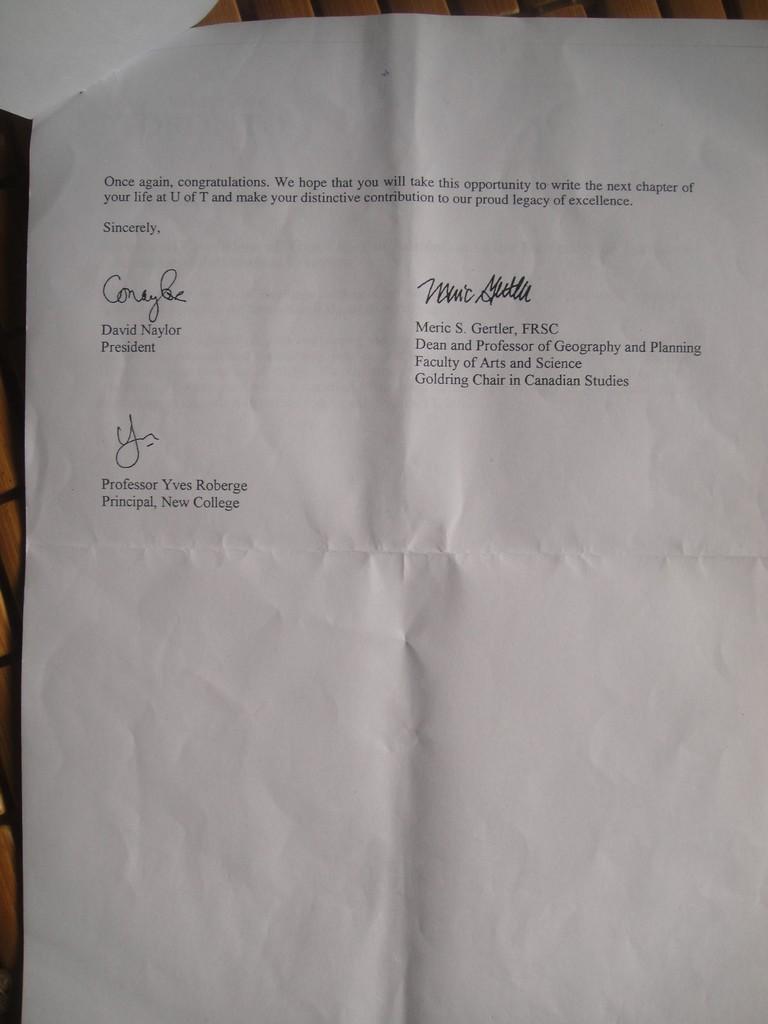 Once again, congratulations. We hope that you will take this opportunity to write the next chapter of
your life at U of T and make your distinctive contribution to our proud legacy of excellence.
Sincerely,
Meric Gertler
David Naylor
President
Meric S. Gertler, FRSC
Dean and Professor of Geography and Planning
Faculty of Arts and Science
Goldring Chair in Canadian Studies
Professor Yves Roberge
Principal, New College